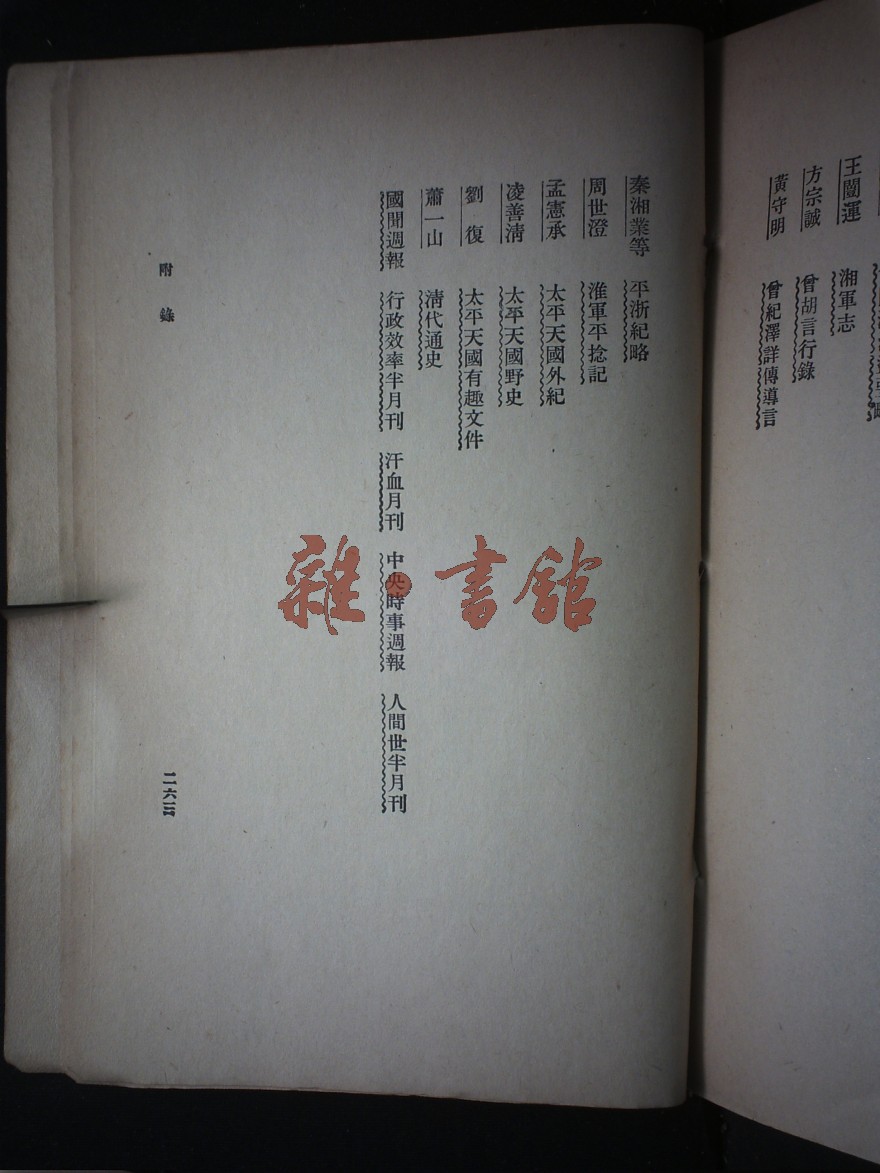 王闓運　湘軍志
方宗誠　曾胡言行錄
黃守明　曾紀澤詳傳導言
秦湘業等　平浙紀略
周世澄　淮軍平捻記
孟憲承　太平天國外紀
凌善淸　太平天國野史
劉　復　太平天國有趣文件
蕭一山　淸代通史
國聞週報　行政效率半月刊　汗血月刊　中央時事週報　人間世半月刊
附　錄
二六三
雜·書館